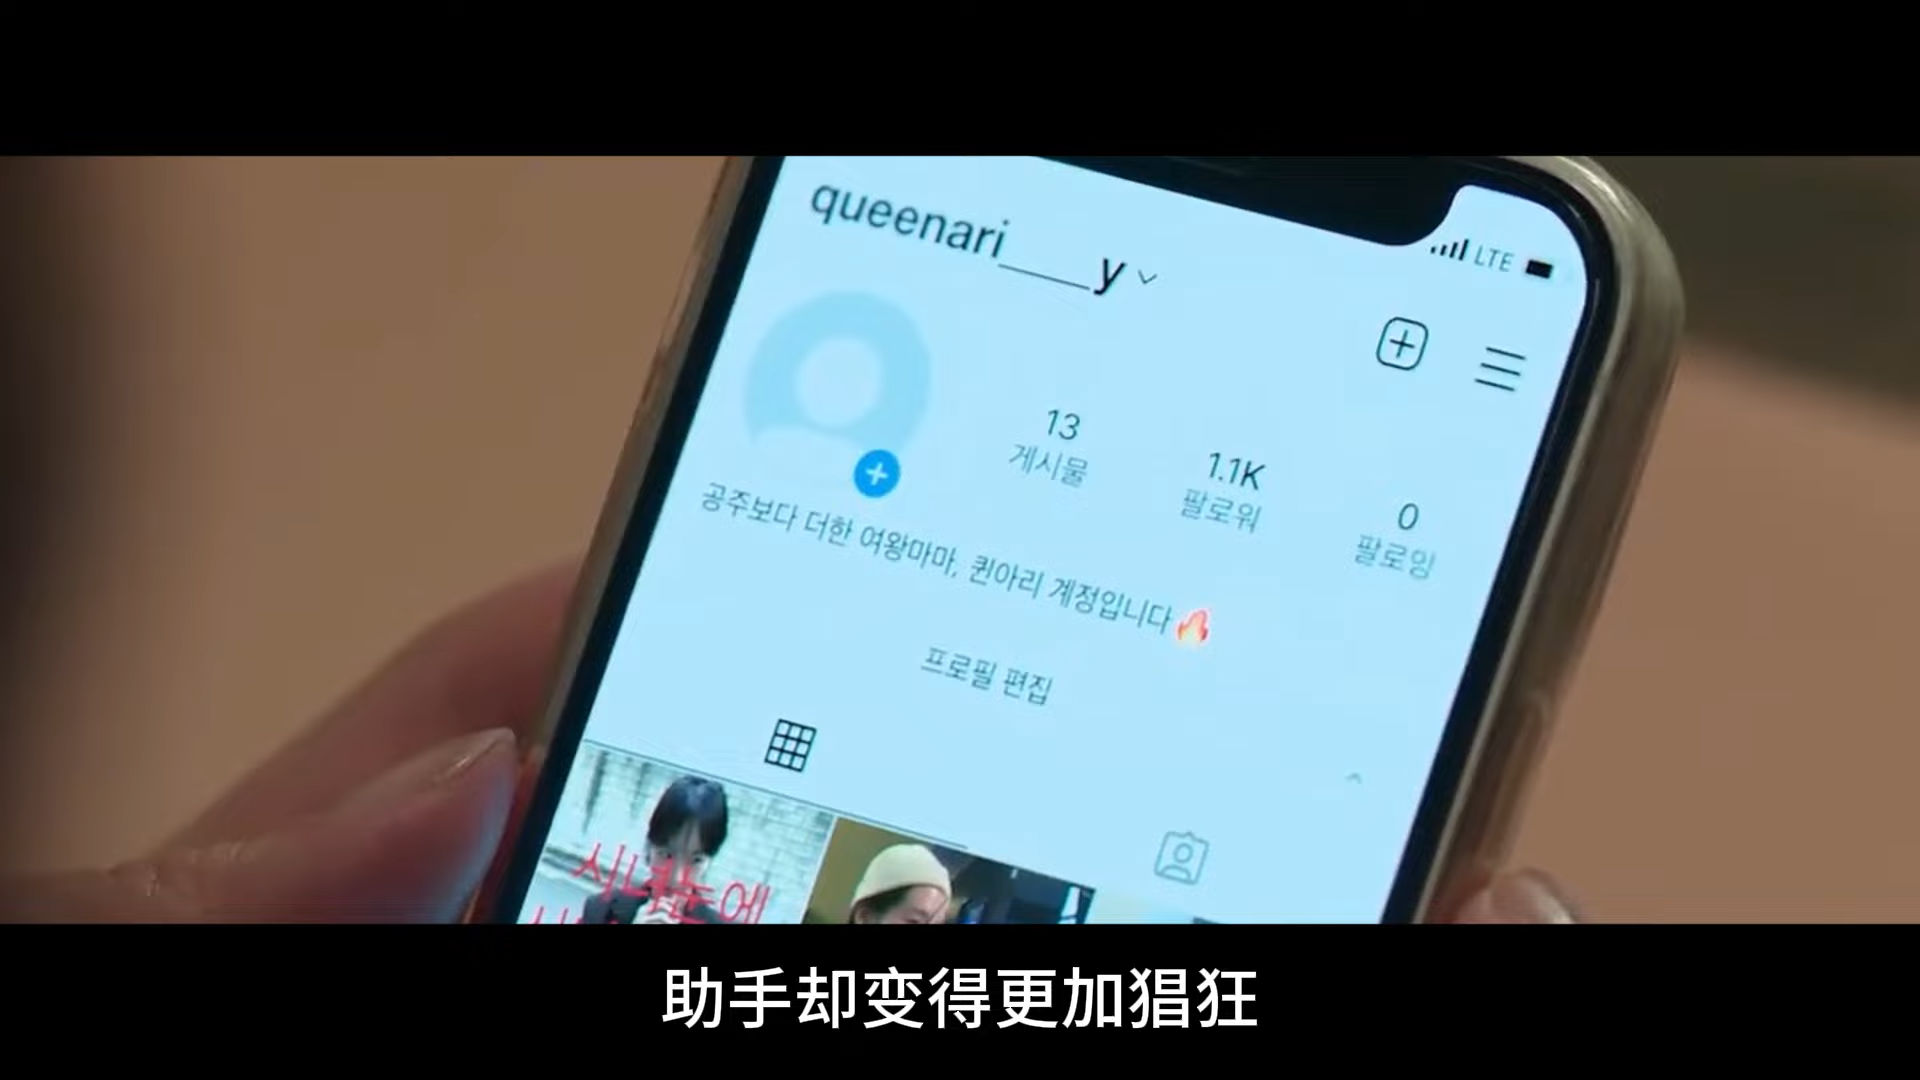 queenari___y
LTE
13
게시물
1.1K
팔로워
0
팔로잉
공주보다 더한 여왕마마, 퀸아리 계정입니다🔥
프로필 편집
助手却变得更加猖狂